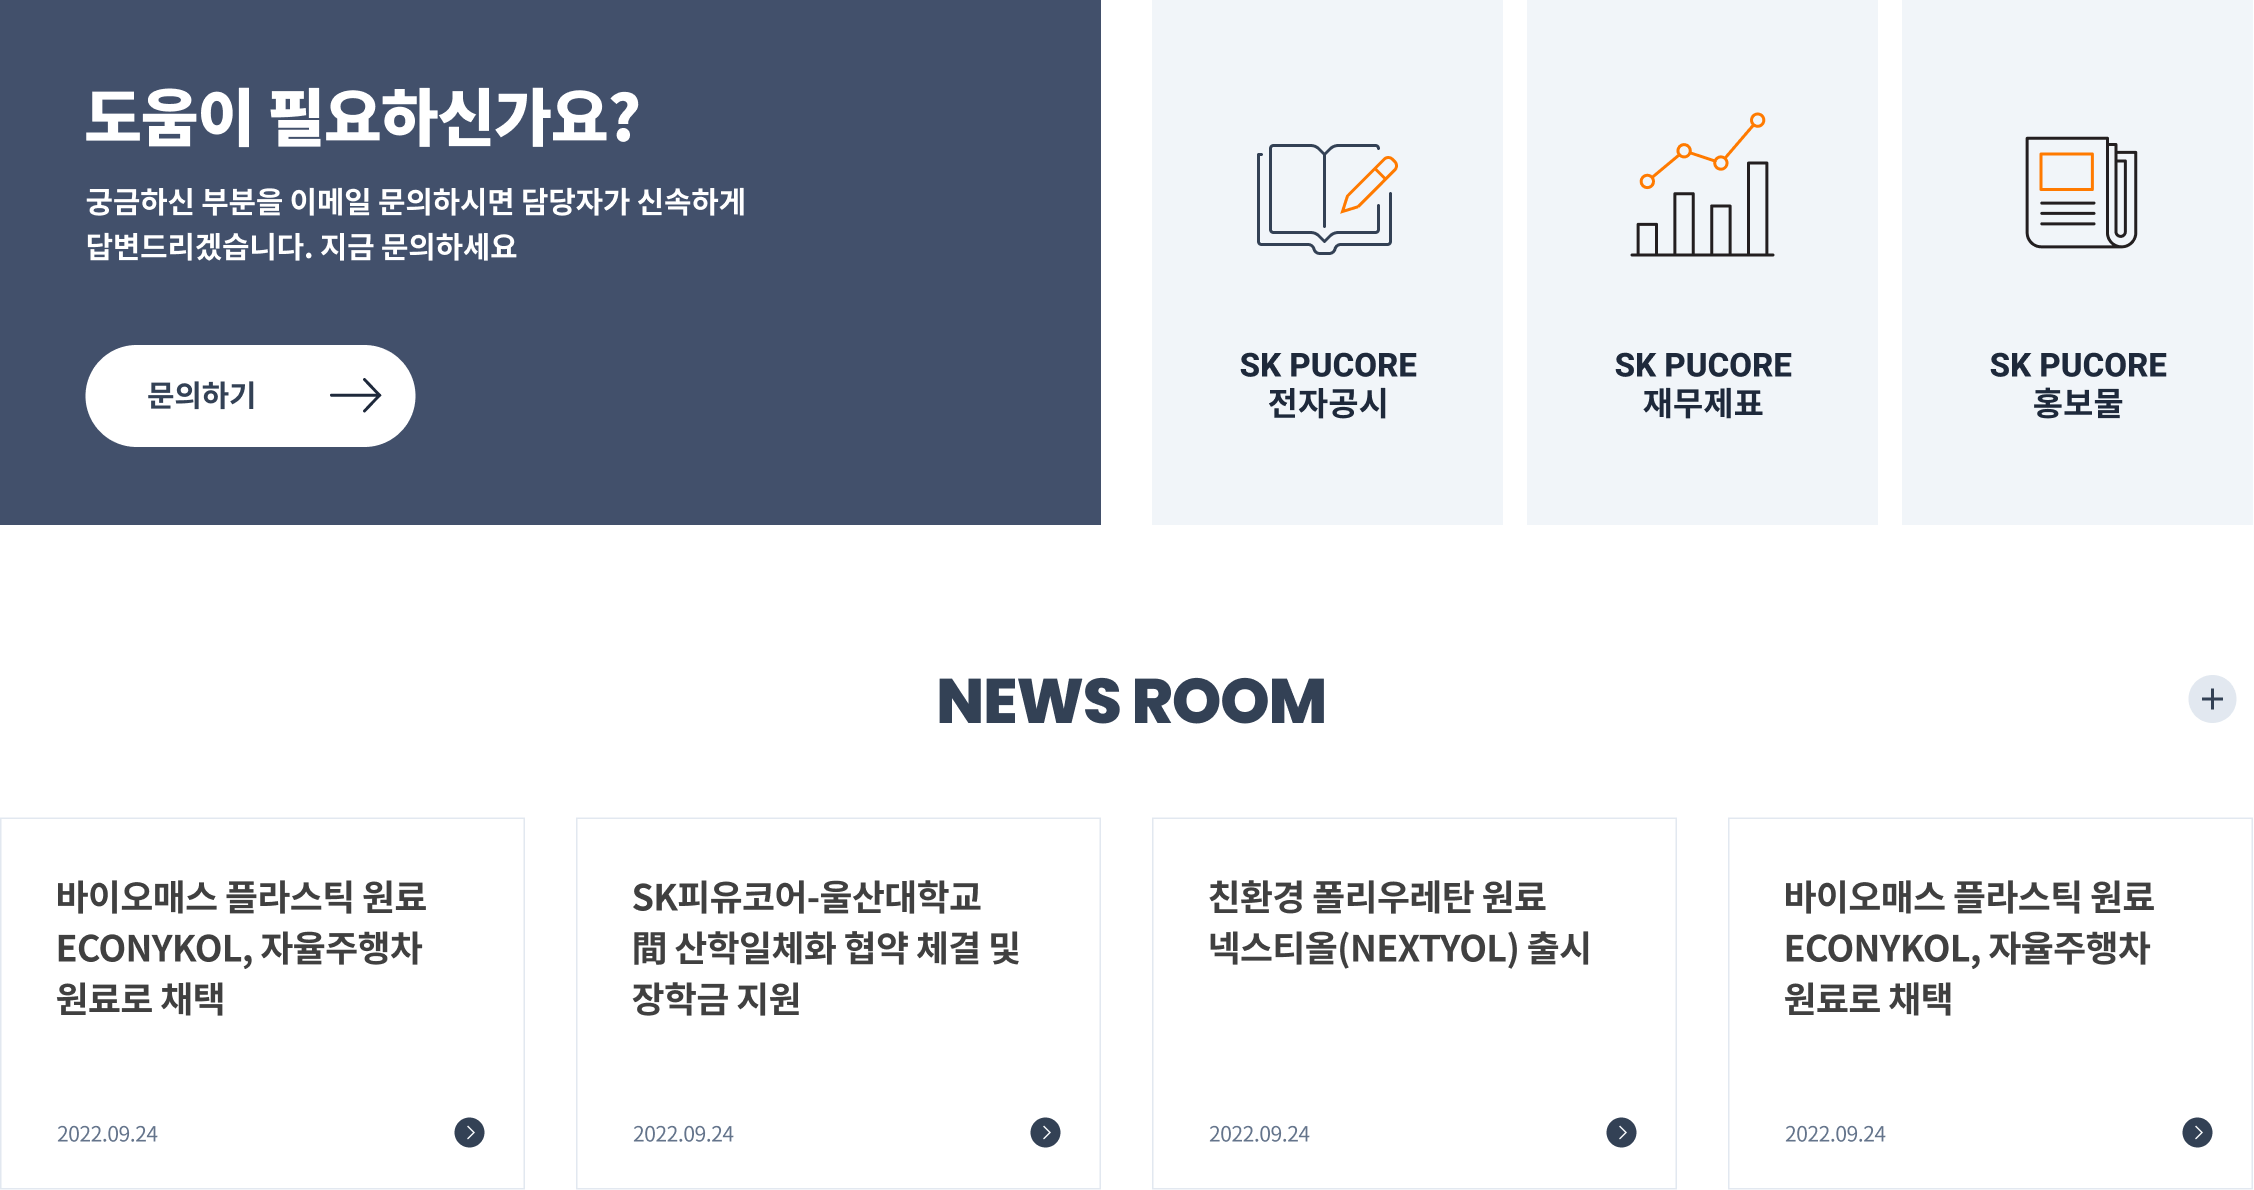 도움이 필요하신가요?
궁금하신 부분을 이메일 문의하시면 담당자가 신속하게
답변드리겠습니다. 지금 문의하세요
문의하기
SK PUCORE
전자공시
SK PUCORE
재무제표
SK PUCORE
홍보물
NEWS ROOM
바이오매스 플라스틱 원료
ECONYKOL, 자율주행차
원료로 채택
2022.09.24
SK피유코어-울산대학교
間 산학일체화 협약 체결 및
장학금 지원
2022.09.24
친환경 폴리우레탄 원료
넥스티올(NEXTYOL) 출시
2022.09.24
바이오매스 플라스틱 원료
ECONYKOL, 자율주행차
원료로 채택
2022.09.24